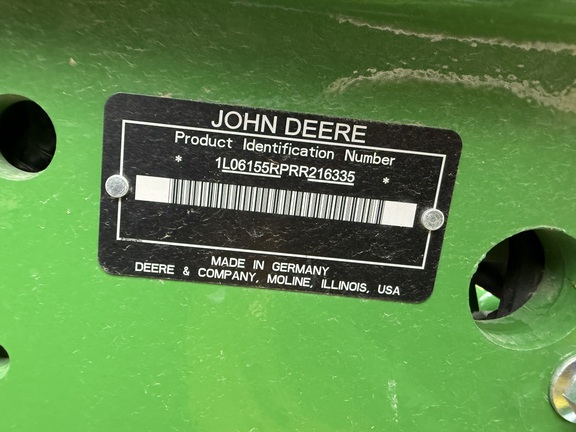 JOHN DEERE
Product Identification Number
* 1L06155RPRR216335 *
MADE IN GERMANY
DEERE & COMPANY, MOLINE, ILLINOIS, USA